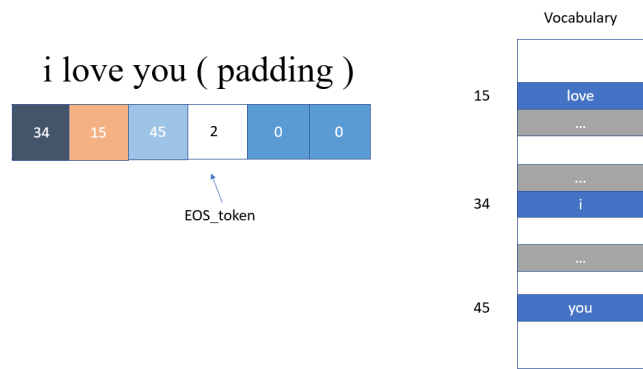 Vocabulary
i love you ( padding )
15 love
34 15 45 2 0 0
...
...
34 i
EOS_token
...
45 you